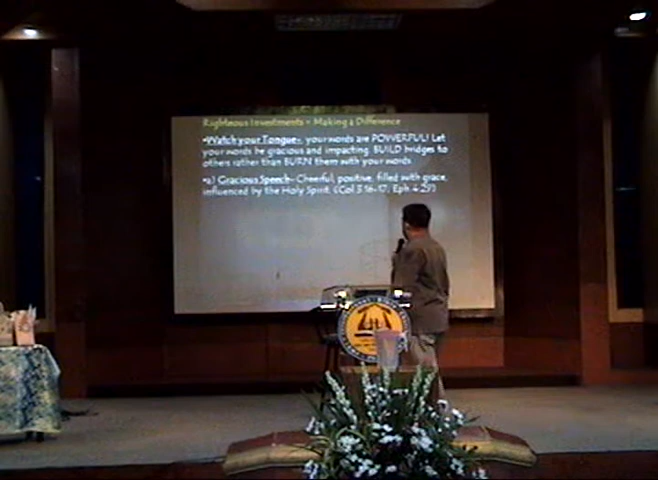 Righteous Investments - Making a Difference
•Watch your Tongue-, your words are POWERFUL! Let
your words be gracious and impacting. BUILD bridges to
others rather than BURN them with your words
•a) Gracious Speech- Cheerful, positive, filled with grace,
influenced by the Holy Spirit. (Col 3:16-17; Eph 4:29)